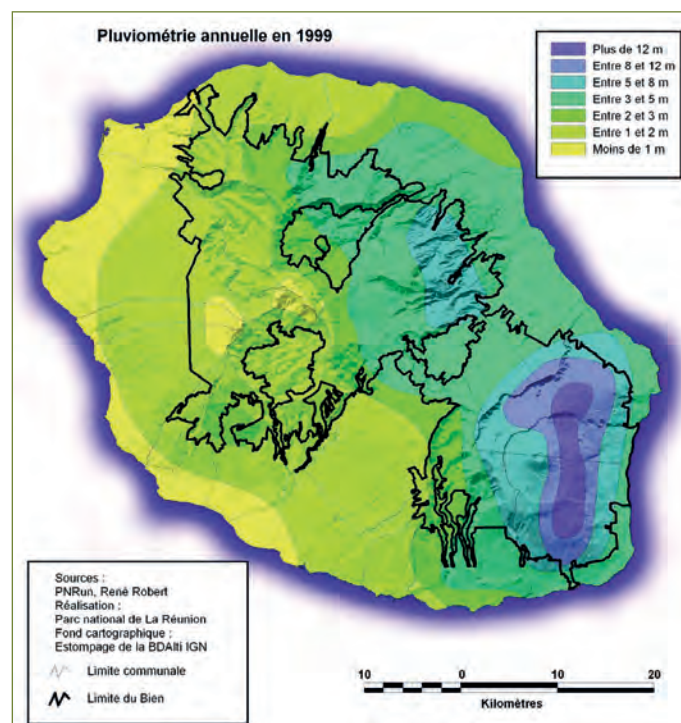 Pluviométrie annuelle en 1999
Plus de 12 m
Entre 8 et 12 m
Entre 5 et 8 m
Entre 3 et 5 m
Entre 2 et 3 m
Entre 1 et 2 m
Moins de 1 m
Sources :
PNRun, René Robert
Réalisation :
Parc national de La Réunion
Fond cartographique :
Estompage de la BDAlti IGN
Limite communale
Limite du Bien
10 0 10 20
Kilomètres